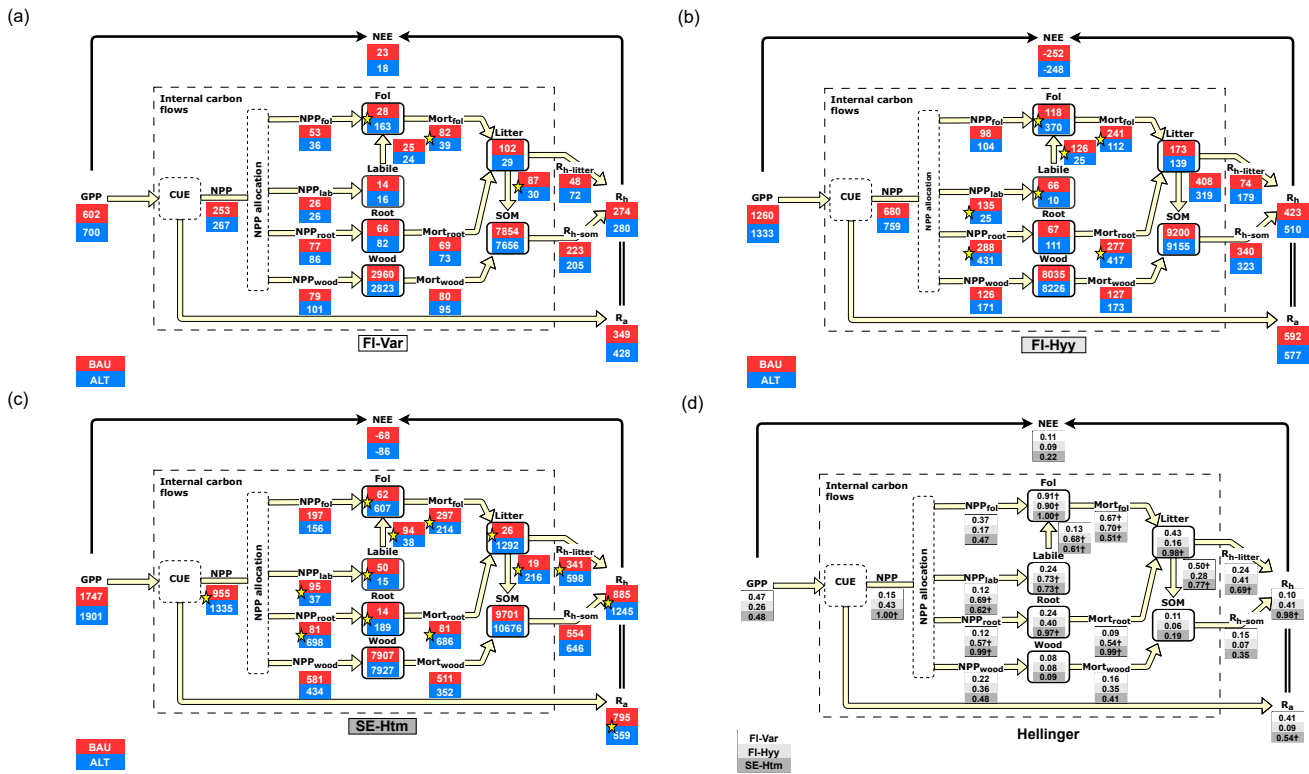 (a)
NEE
23
18
Internal carbon
flows
Fol
28
163
NPPfol
53
36
Mortfol
82
39
25
24
Litter
102
29
Labile
14
16
GPP
602
700
CUE
NPP
253
267
NPP allocation
NPPlab
26
26
87
30
Rh-litter
48
72
Rh
274
280
Root
66
82
NPProot
77
86
Mortroot
69
73
SOM
7854
7656
Rh-som
223
205
Wood
2960
2823
NPPwood
79
101
Mortwood
80
95
Ra
349
428
FI-Var
BAU
ALT
(b)
NEE
-252
-248
Internal carbon
flows
Fol
118
370
NPPfol
98
104
Mortfol
241
112
126
25
Litter
173
139
Labile
66
10
GPP
1260
1333
CUE
NPP
680
759
NPP allocation
NPPlab
135
25
408
319
Rh-litter
74
179
Rh
423
510
Root
67
111
NPProot
288
431
Mortroot
277
417
SOM
9200
9155
Rh-som
340
323
Wood
8035
8226
NPPwood
126
171
Mortwood
127
173
Ra
592
577
FI-Hyy
BAU
ALT
(c)
NEE
-68
-86
Internal carbon
flows
Fol
62
607
NPPfol
197
156
Mortfol
297
214
94
38
Litter
26
1292
Labile
50
15
GPP
1747
1901
CUE
NPP
955
1335
NPP allocation
NPPlab
95
37
19
216
Rh-litter
341
598
Rh
885
1245
Root
14
189
NPProot
81
698
Mortroot
81
686
SOM
9701
10676
Rh-som
554
646
Wood
7907
7927
NPPwood
581
434
Mortwood
511
352
Ra
795
559
SE-Htm
BAU
ALT
(d)
NEE
0.11
0.09
0.22
Internal carbon
flows
Fol
0.91†
0.90†
1.00†
NPPfol
0.37
0.17
0.47
Mortfol
0.67†
0.70†
0.51†
0.13
0.68†
0.61†
Litter
0.43
0.16
0.98†
Labile
0.24
0.73†
0.73†
GPP
0.47
0.26
0.48
CUE
NPP
0.15
0.43
1.00†
NPP allocation
NPPlab
0.12
0.69†
0.62†
0.50†
0.28
0.77†
Rh-litter
0.24
0.41
0.69†
Rh
0.10
0.41
0.98†
Root
0.24
0.40
0.97†
NPProot
0.12
0.57†
0.99†
Mortroot
0.09
0.54†
0.99†
SOM
0.11
0.06
0.19
Rh-som
0.15
0.07
0.35
Wood
0.08
0.08
0.09
NPPwood
0.22
0.36
0.48
Mortwood
0.16
0.35
0.41
Ra
0.41
0.09
0.54†
Hellinger
FI-Var
FI-Hyy
SE-Htm